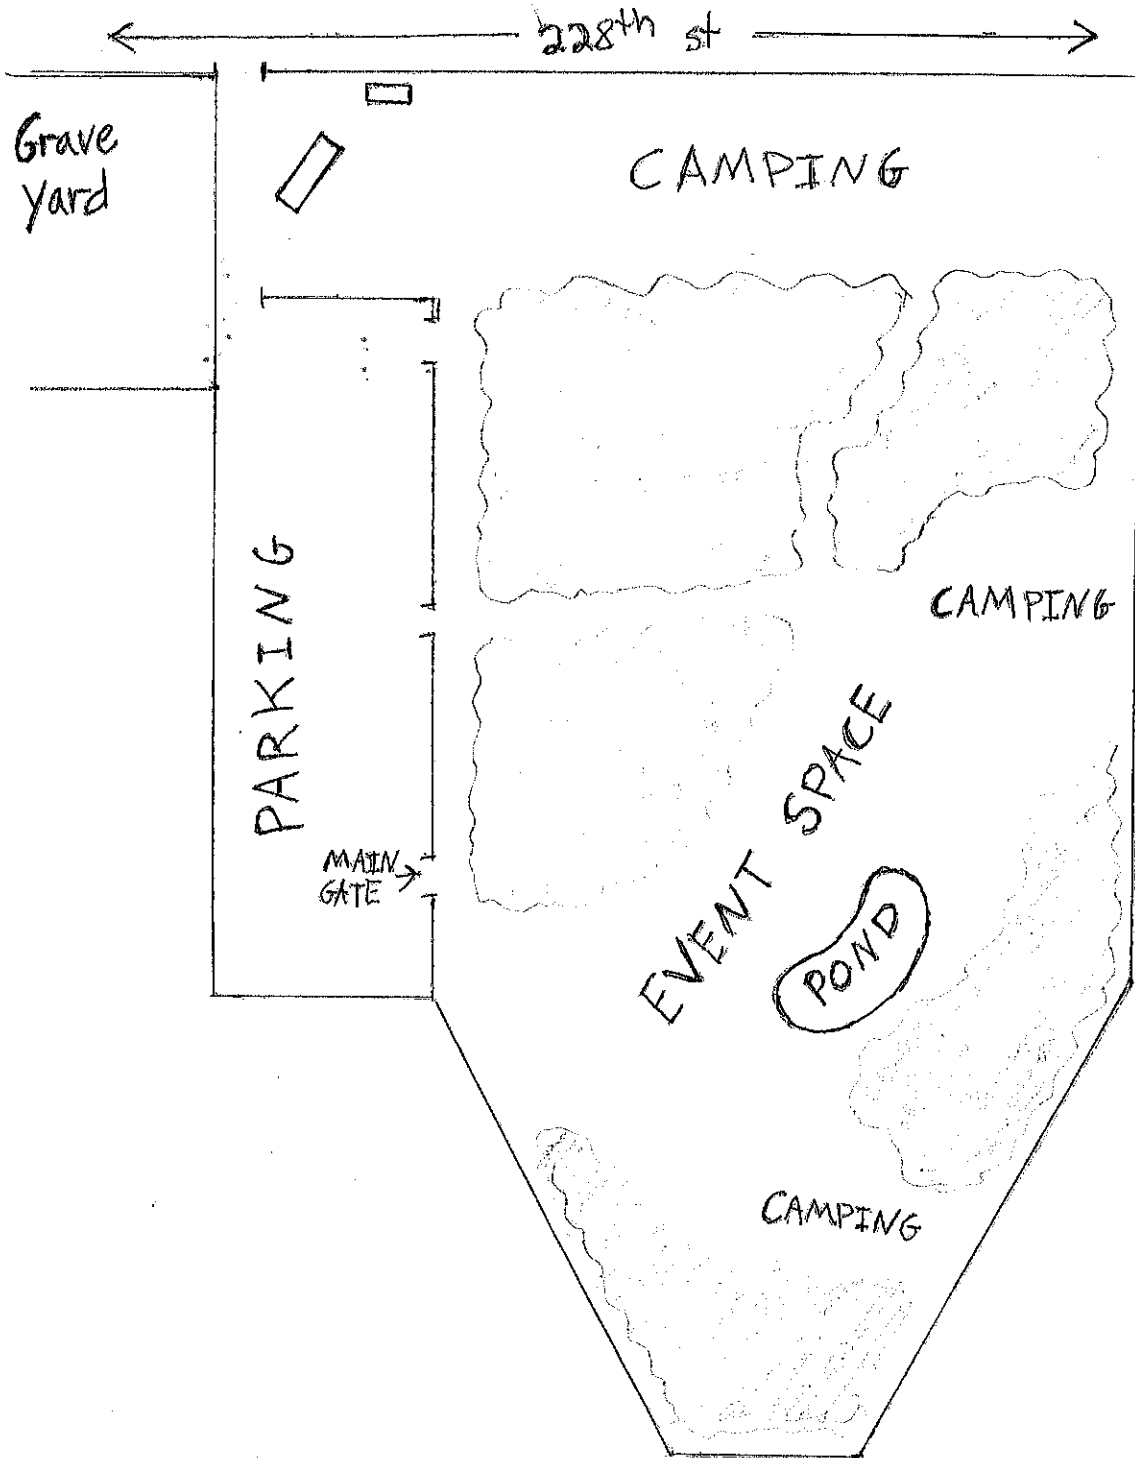 228th st
Grave
Yard
CAMPING
CAMPING
PARKING
EVENT SPACE
MAIN
GATE
POND
CAMPING